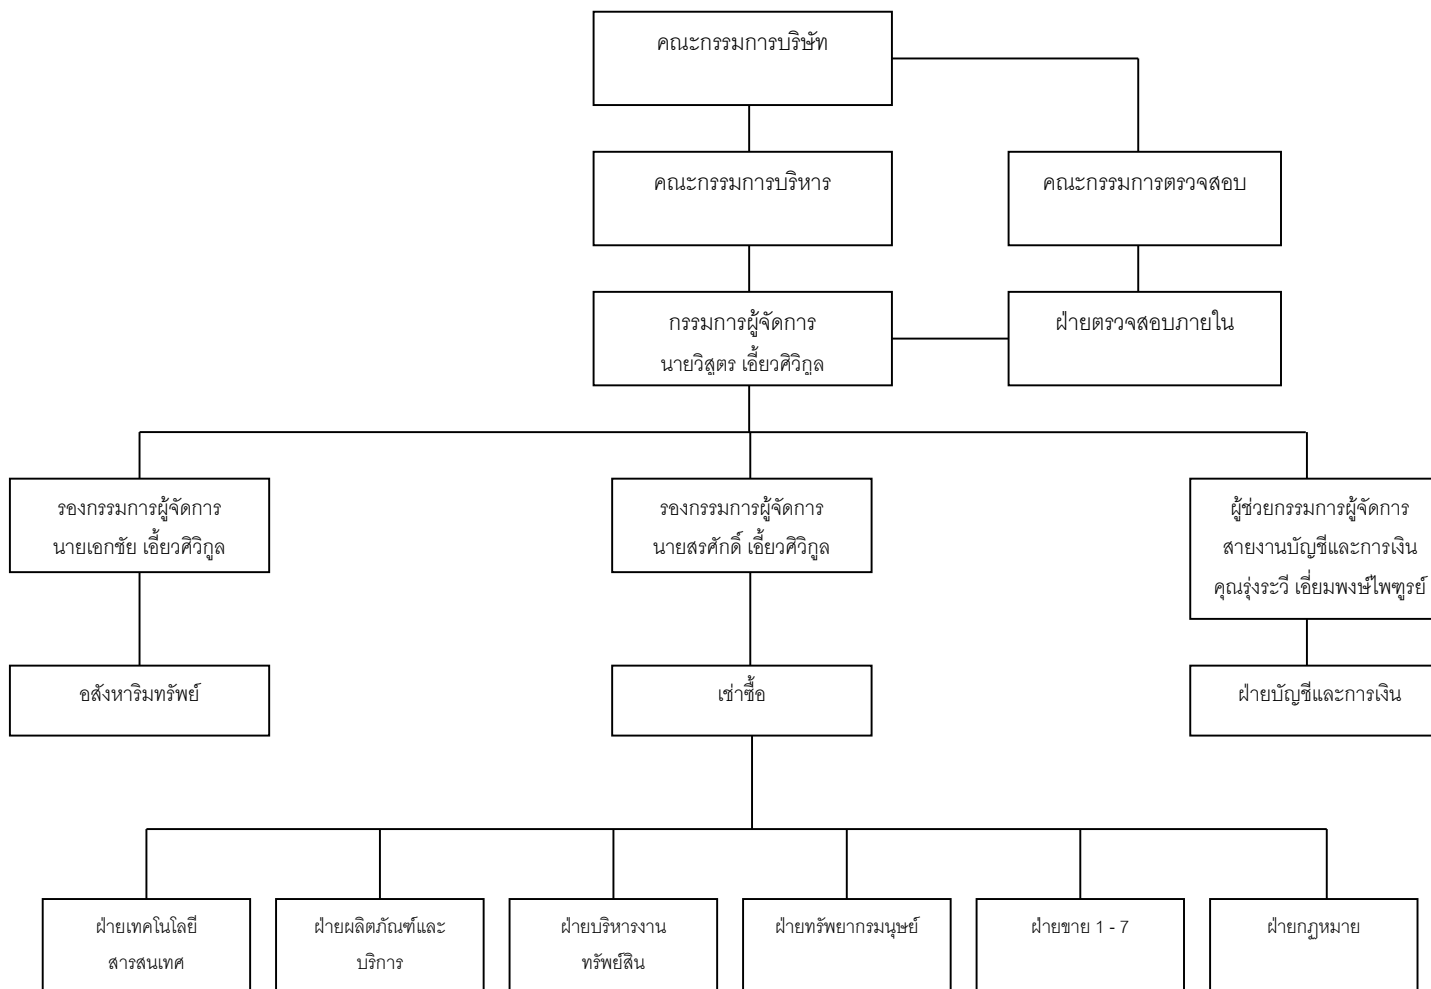 คณะกรรมการบริษัท
คณะกรรมการบริหาร
คณะกรรมการตรวจสอบ
กรรมการผู้จัดการ
นายวิสูตร เอี้ยวศิวิกูล
ฝ่ายตรวจสอบภายใน
รองกรรมการผู้จัดการ
นายเอกชัย เอี้ยวศิวิกูล
รองกรรมการผู้จัดการ
นายสรศักดิ์ เอี้ยวศิวิกูล
ผู้ช่วยกรรมการผู้จัดการ
สายงานบัญชีและการเงิน
คุณรุ่งระวี เอี่ยมพงษ์ไพฑูรย์
อสังหาริมทรัพย์
เช่าซื้อ
ฝ่ายบัญชีและการเงิน
ฝ่ายเทคโนโลยี
สารสนเทศ
ฝ่ายผลิตภัณฑ์และ
บริการ
ฝ่ายบริหารงาน
ทรัพย์สิน
ฝ่ายทรัพยากรมนุษย์
ฝ่ายขาย 1 - 7
ฝ่ายกฎหมาย